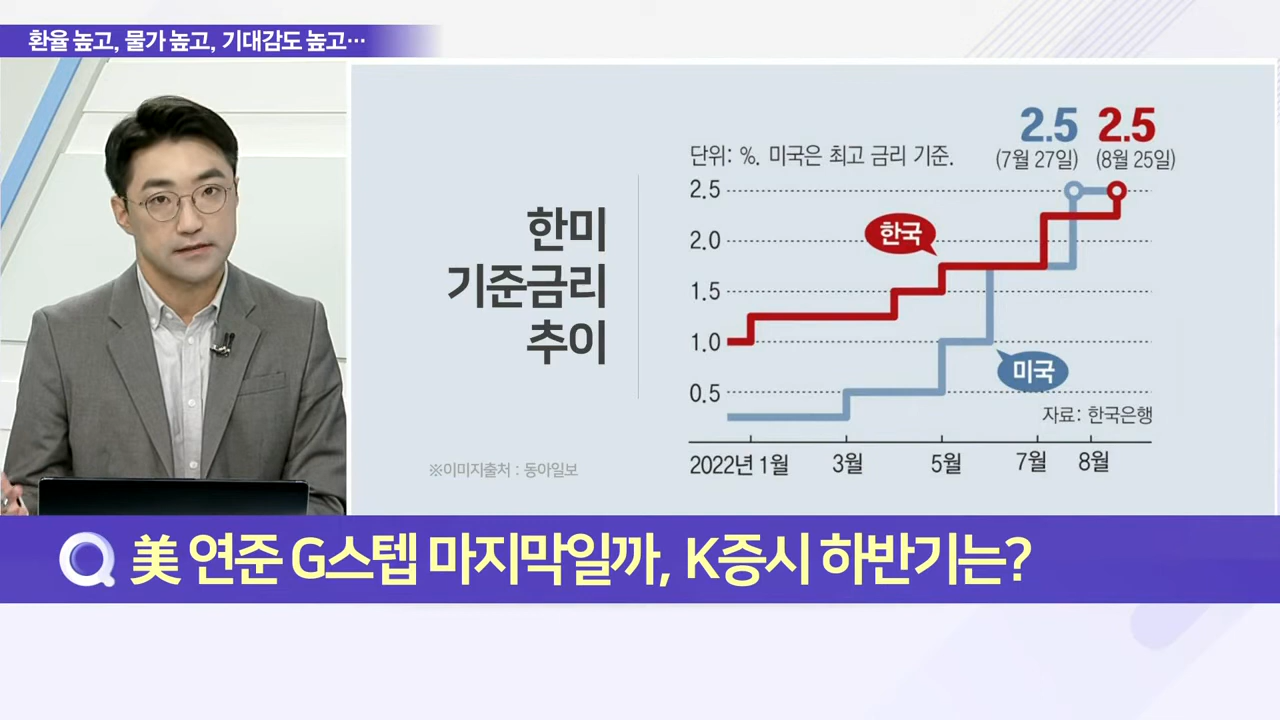 환율 높고, 물가 높고, 기대감도 높고…
한미
기준금리
추이
※이미지출처 : 동아일보
2.5 2.5
(7월 27일) (8월 25일)
단위: %. 미국은 최고 금리 기준.
2.5
2.0
1.5
1.0
0.5
한국
미국
자료: 한국은행
2022년 1월 3월 5월 7월 8월
美 연준 G스텝 마지막일까, K증시 하반기는?